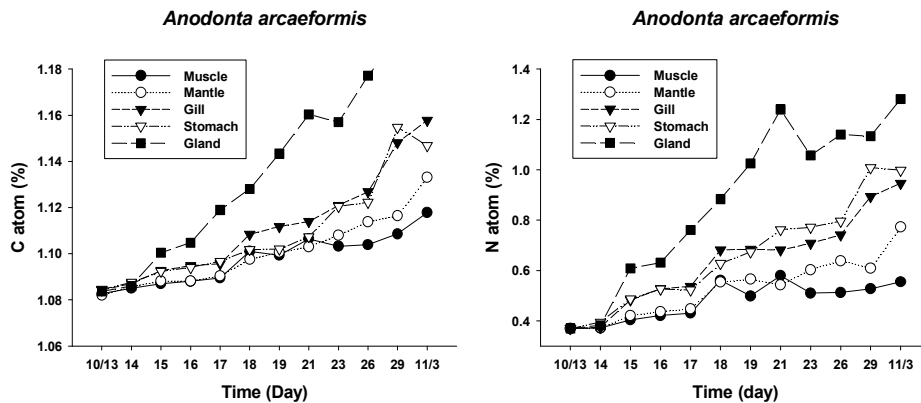 Anodonta arcaeformis
C atom (%)
1.18
1.16
1.14
1.12
1.10
1.08
1.06
Muscle
Mantle
Gill
Stomach
Gland
10/13 14 15 16 17 18 19 21 23 26 29 11/3
Time (Day)
Anodonta arcaeformis
N atom (%)
1.4
1.2
1.0
0.8
0.6
0.4
Muscle
Mantle
Gill
Stomach
Gland
10/13 14 15 16 17 18 19 21 23 26 29 11/3
Time (day)